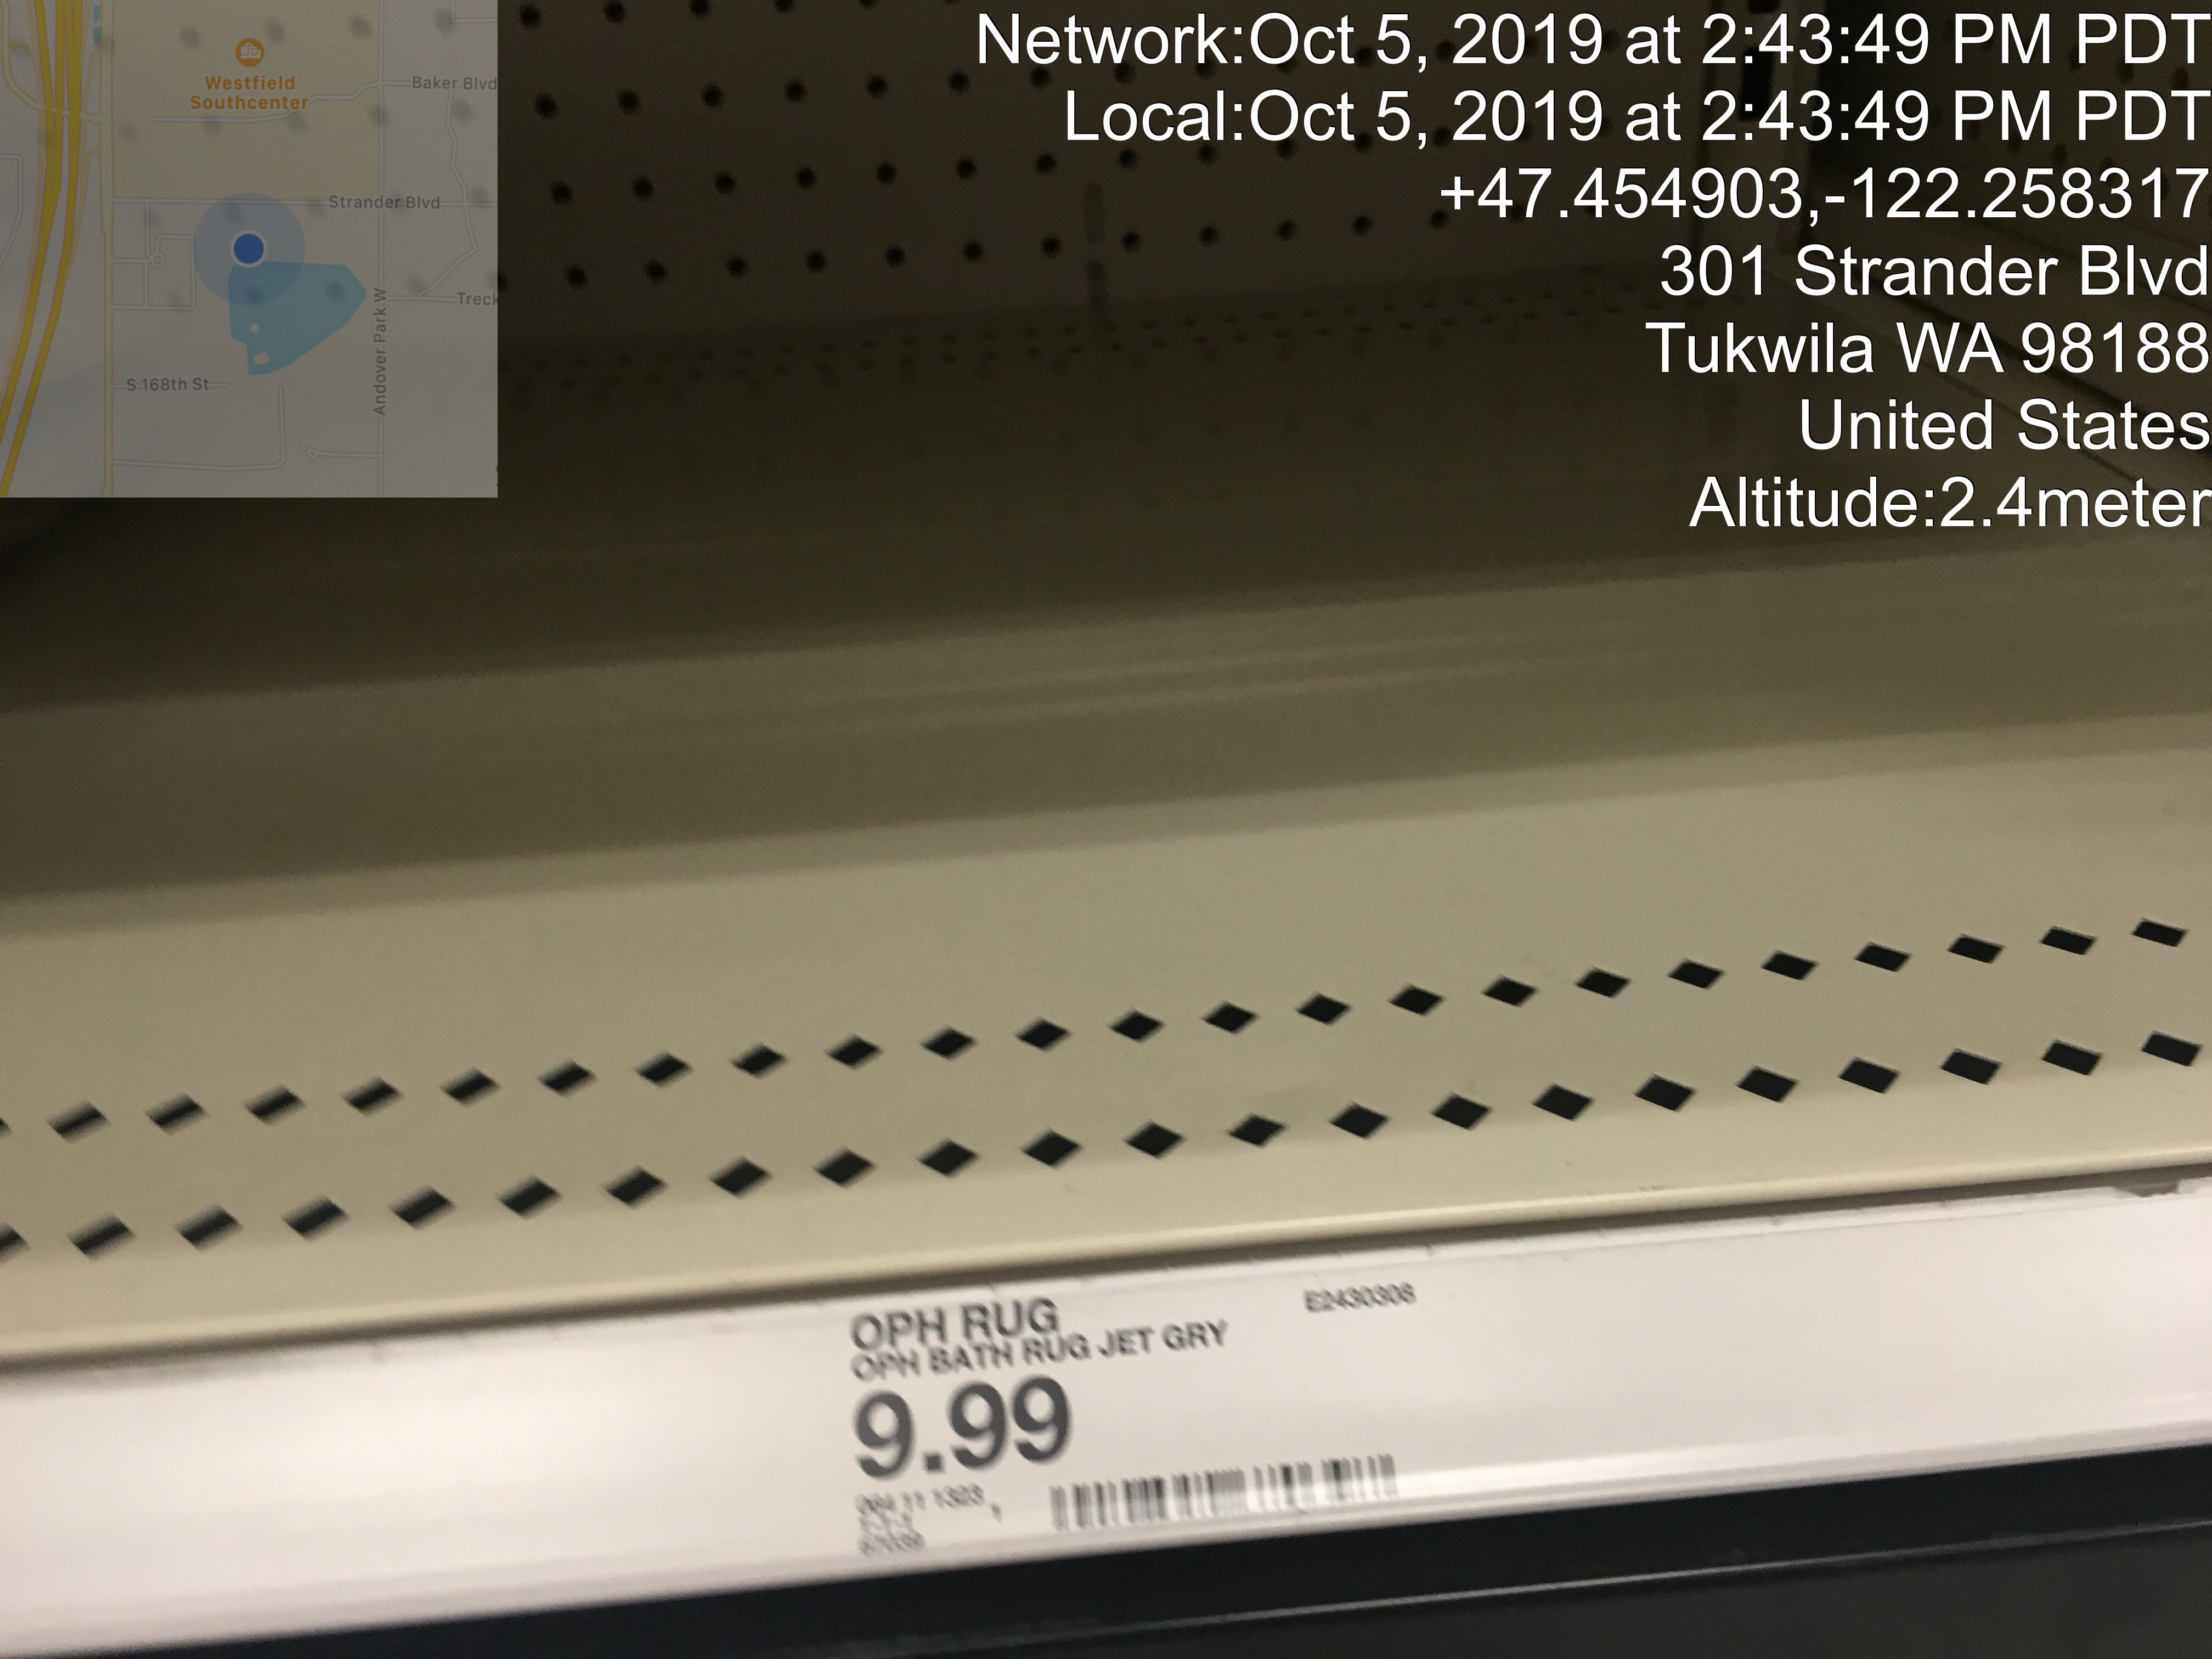 Network:Oct 5, 2019 at 2:43:49 PM PDT
Local:Oct 5, 2019 at 2:43:49 PM PDT
+47.454903,-122.258317
301 Strander Blvd
Tukwila WA 98188
United States
Altitude:2.4meter
Westfield
Southcenter
Baker Blvd
Strander Blvd
Treck
Andover Park W
S 168th St
OPH RUG
E2430308
OPH BATH RUG JET GRY
9.99